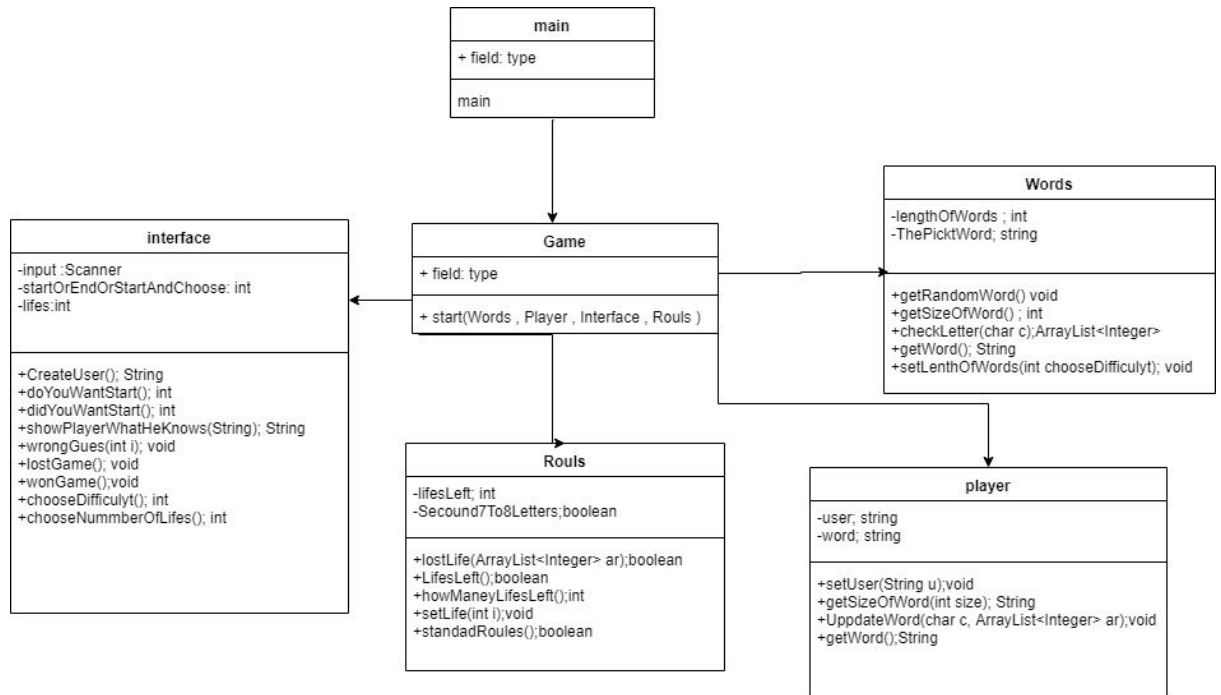 main
+ field: type
main
Words
-lengthOfWords ; int
-ThePicktWord; string
+getRandomWord() void
+getSizeOfWord() ; int
+checkLetter(char c);ArrayList<Integer>
+getWord(); String
+setLenthOfWords(int chooseDifficulyt); void
interface
-input :Scanner
-startOrEndOrStartAndChoose: int
-lifes:int
+CreateUser(); String
+doYouWantStart(); int
+didYouWantStart(); int
+showPlayerWhatHeKnows(String); String
+wrongGues(int i); void
+lostGame(); void
+wonGame();void
+chooseDifficulyt(); int
+chooseNummberOfLifes(); int
Game
+ field: type
+ start(Words , Player , Interface , Rouls )
Rouls
-lifesLeft; int
-Secound7To8Letters;boolean
+lostLife(ArrayList<Integer> ar);boolean
+LifesLeft();boolean
+howManeyLifesLeft();int
+setLife(int i);void
+standadRoules();boolean
player
-user; string
-word; string
+setUser(String u);void
+getSizeOfWord(int size); String
+UppdateWord(char c, ArrayList<Integer> ar);void
+getWord();String